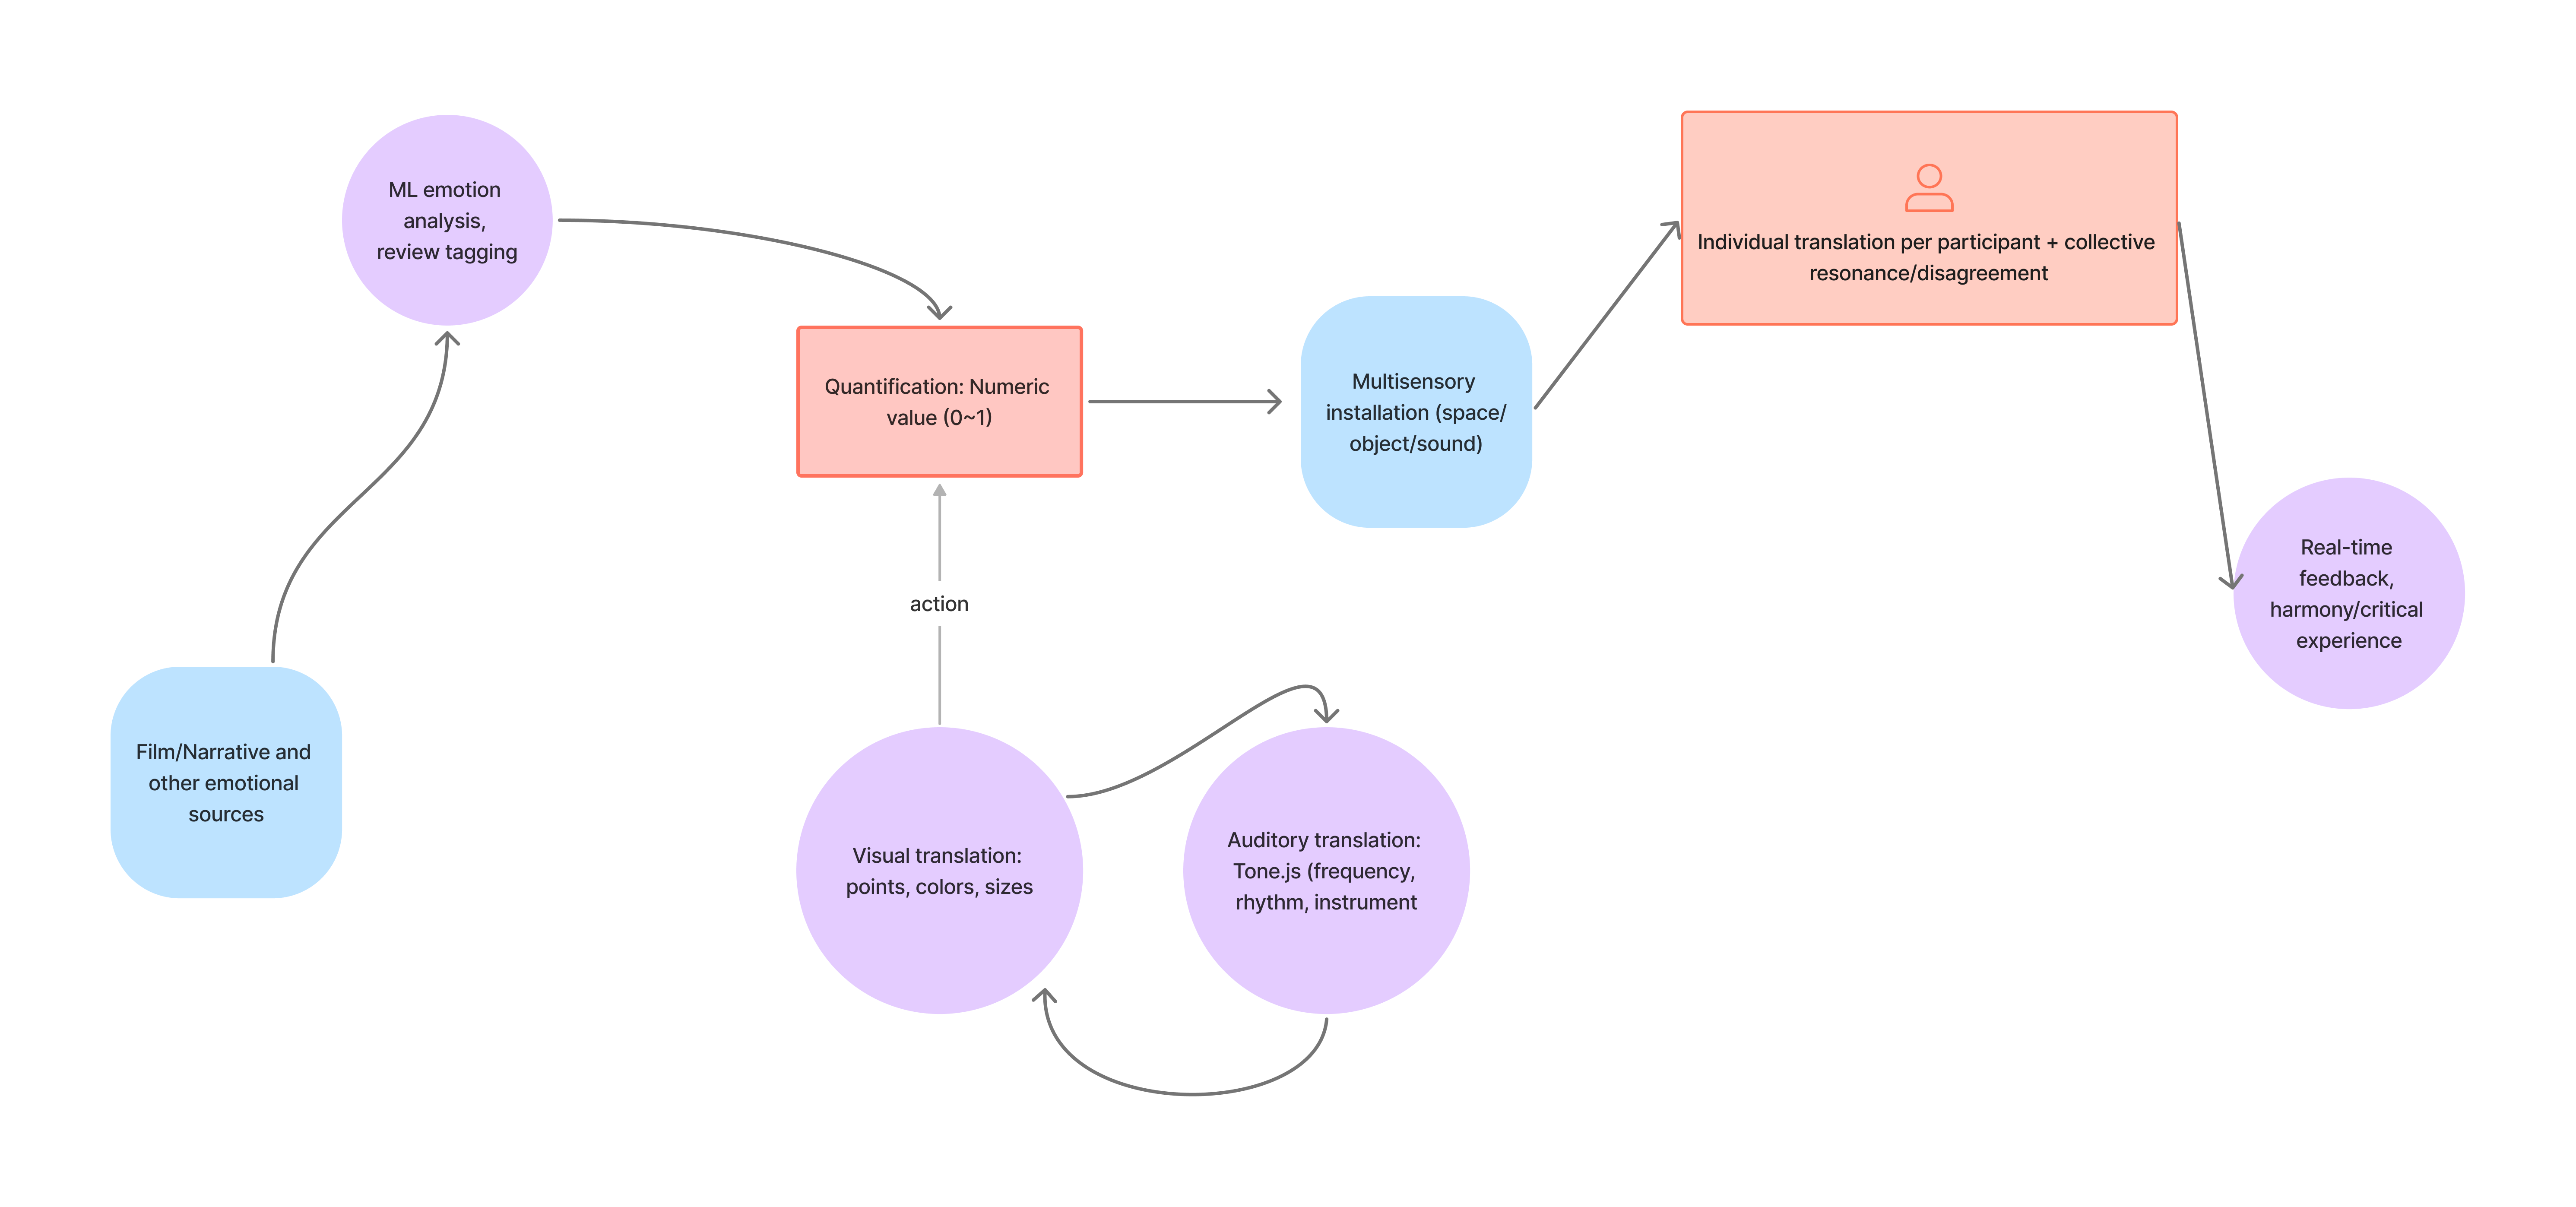 ML emotion
analysis,
review tagging
Individual translation per participant + collective
resonance/disagreement
Quantification: Numeric
value (0~1)
Multisensory
installation (space/
object/sound)
Real-time
feedback,
harmony/critical
experience
action
Film/Narrative and
other emotional
sources
Visual translation:
points, colors, sizes
Auditory translation:
Tone.js (frequency,
rhythm, instrument